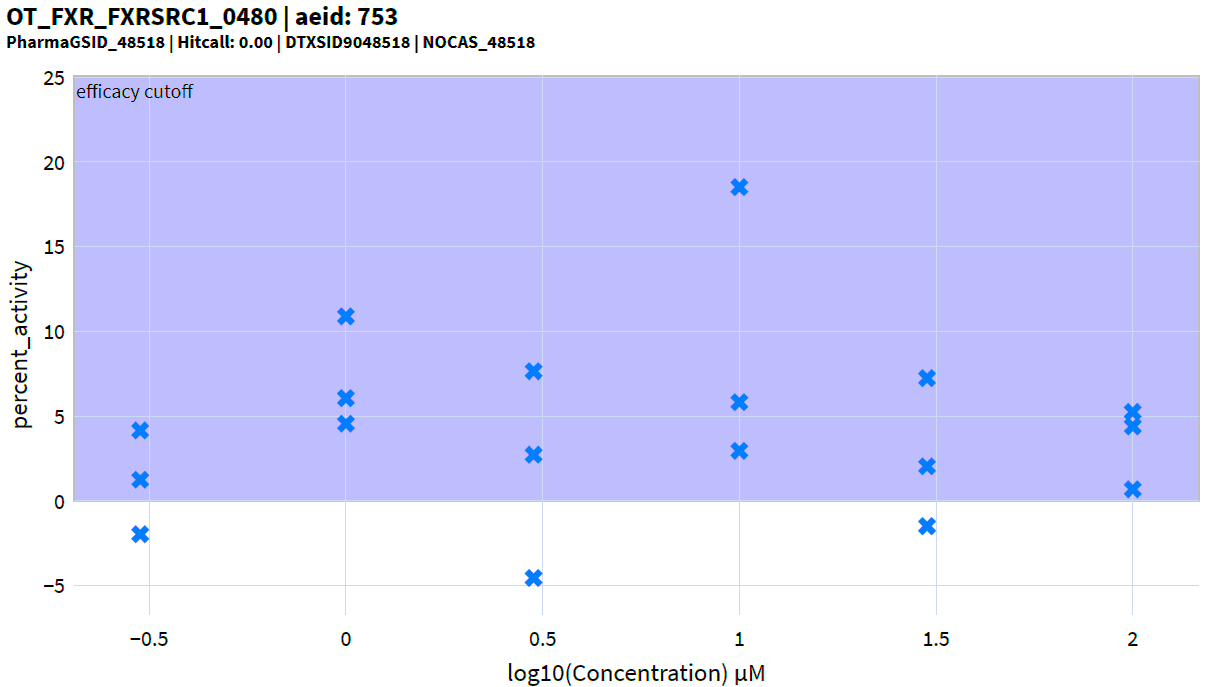 OT_FXR_FXRSRC1_0480 | aeid: 753
PharmaGSID_48518 | Hitcall: 0.00 | DTXSID9048518 | NOCAS_48518
25
efficacy cutoff
20
15
10
5
0
−5
percent_activity
−0.5 0 0.5 1 1.5 2
log10(Concentration) μM